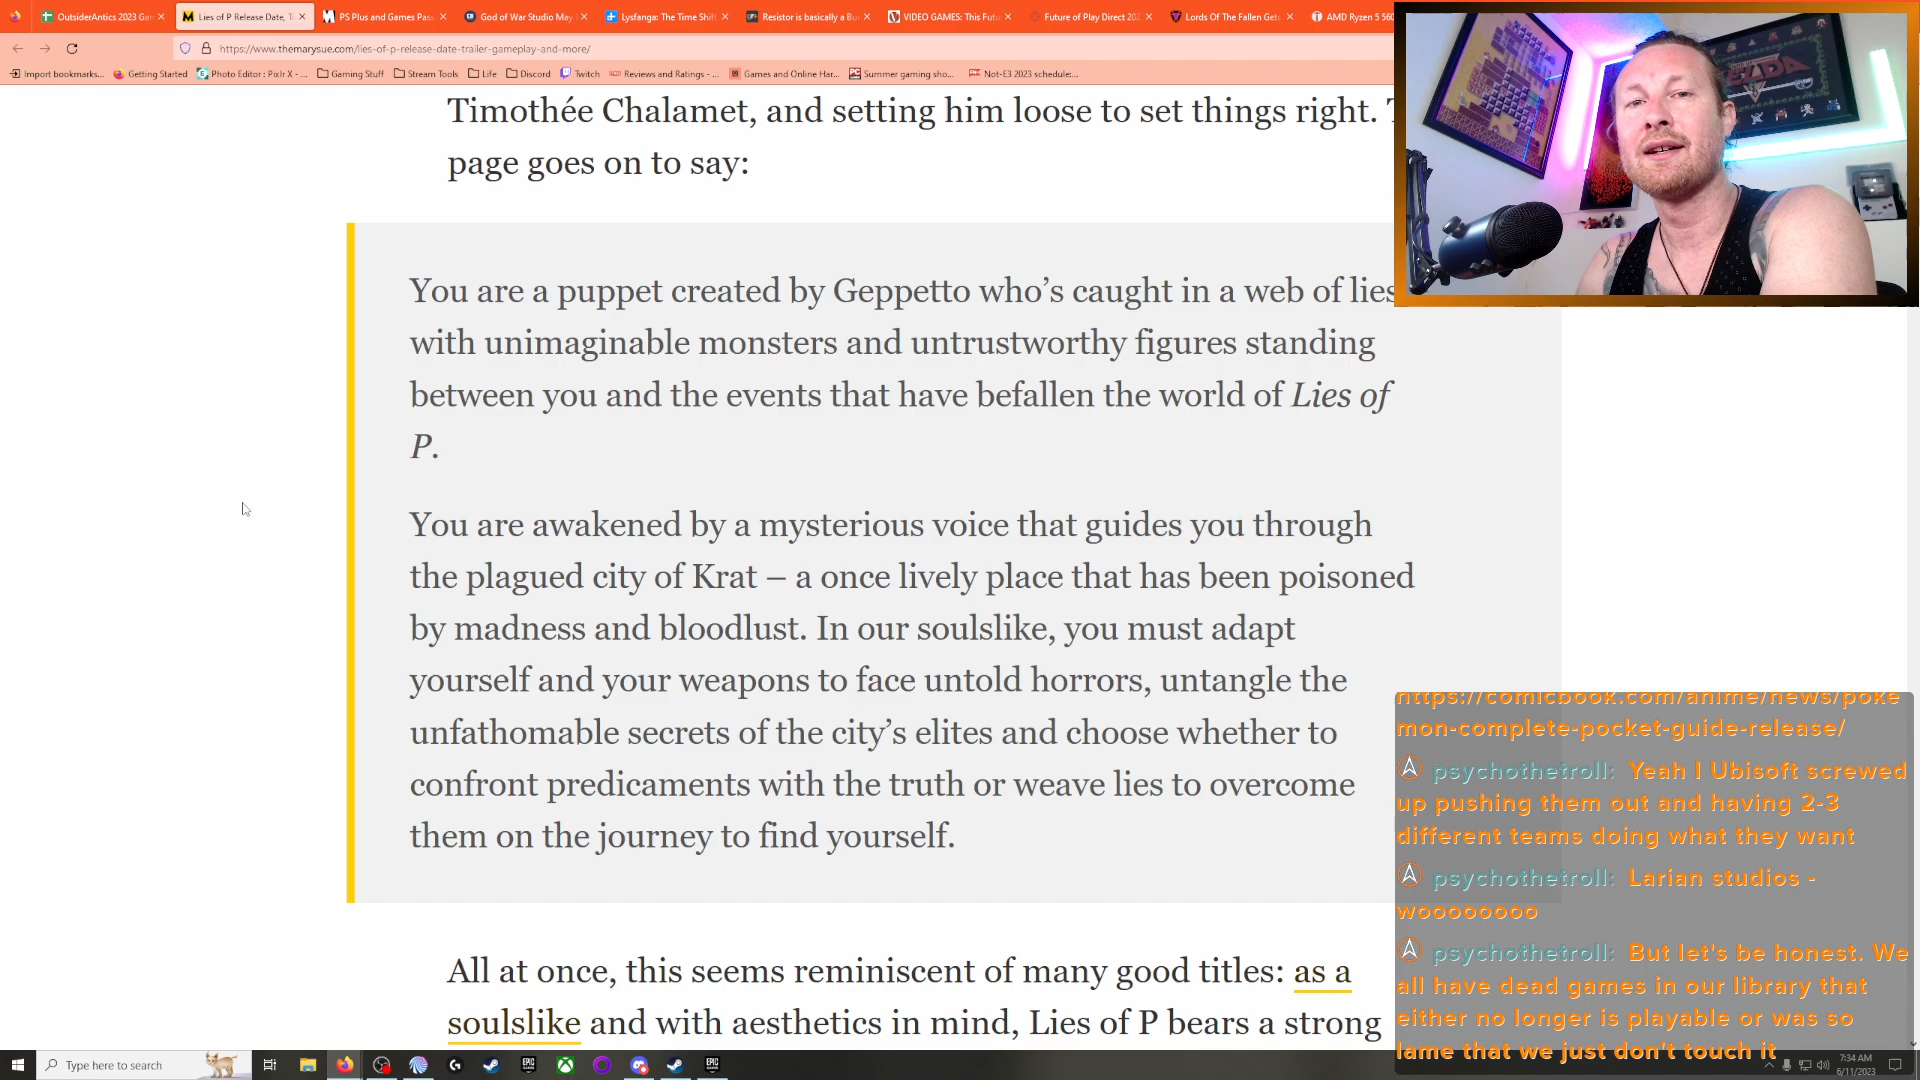 OutsiderAntics 2023 Gam
Lies of P Release Date, T
PS Plus and Games Pass
God of War Studio May
Lysfanga: The Time Shift
Resistor is basically a Bu
VIDEO GAMES: This Futu
Future of Play Direct 202
Lords Of The Fallen Gets
AMD Ryzen 5 560
https://www.themarysue.com/lies-of-p-release-date-trailer-gameplay-and-more/
Import bookmarks...
Getting Started
Photo Editor : Pixlr X - ...
Gaming Stuff
Stream Tools
Life
Discord
Twitch
Reviews and Ratings - ...
Games and Online Har...
Summer gaming sho...
Not-E3 2023 schedule:...
Timothée Chalamet, and setting him loose to set things right.
page goes on to say:
You are a puppet created by Geppetto who's caught in a web of lies
with unimaginable monsters and untrustworthy figures standing
between you and the events that have befallen the world of Lies of
P.
You are awakened by a mysterious voice that guides you through
the plagued city of Krat – a once lively place that has been poisoned
by madness and bloodlust. In our soulslike, you must adapt
yourself and your weapons to face untold horrors, untangle the
unfathomable secrets of the city's elites and choose whether to
confront predicaments with the truth or weave lies to overcome
them on the journey to find yourself.
All at once, this seems reminiscent of many good titles: as a
soulslike and with aesthetics in mind, Lies of P bears a strong
ZELDA
https://comicbook.com/anime/news/poke
mon-complete-pocket-guide-release/
psychothetroll: Yeah I Ubisoft screwed
up pushing them out and having 2-3
different teams doing what they want
psychothetroll: Larian studios -
woooooooo
psychothetroll: But let's be honest. We
all have dead games in our library that
either no longer is playable or was so
lame that we just don't touch it
Type here to search
7:34 AM
6/11/2023